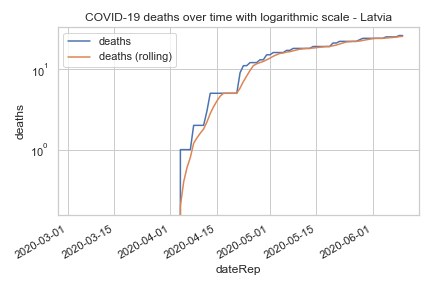 COVID-19 deaths over time with logarithmic scale - Latvia
deaths
deaths (rolling)
10¹
10⁰
deaths
2020-03-01
2020-03-15
2020-04-01
2020-04-15
2020-05-01
2020-05-15
2020-06-01
dateRep